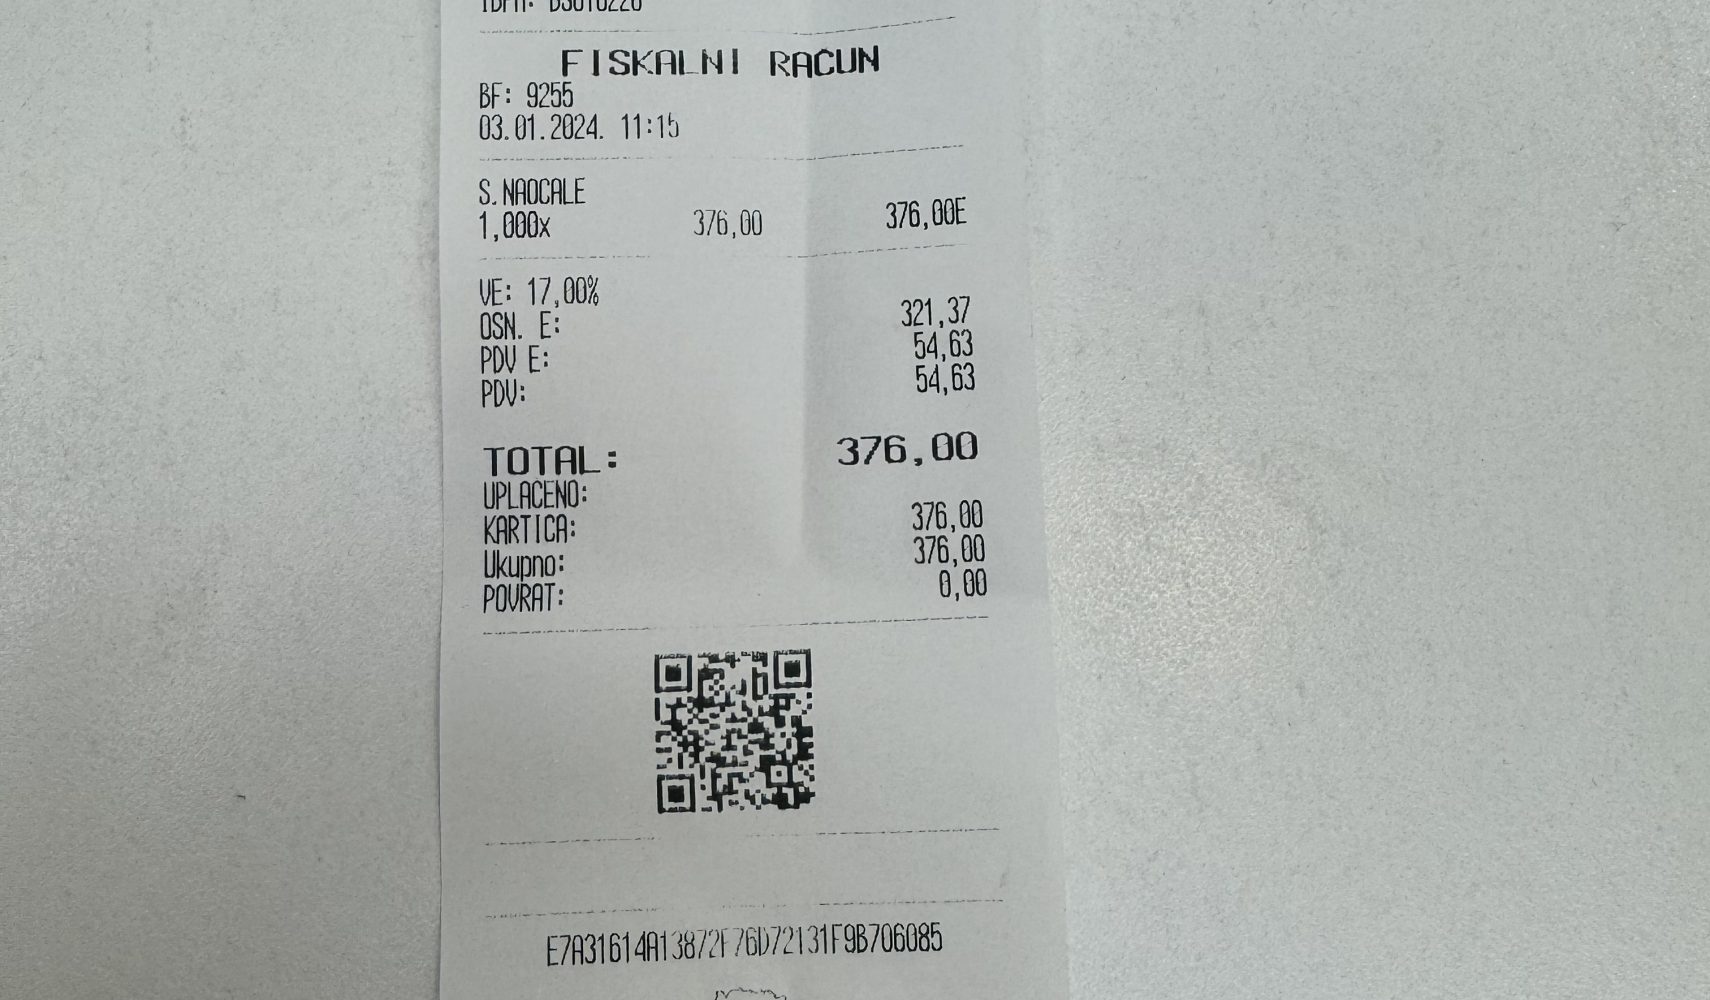 FISKALNI RAČUN
BF: 9255
03.01.2024. 11:15
S.NAOCALE
1,000x 376,00 376,00E
VE: 17,00%
OSN. E: 321,37
PDV E: 54,63
PDV: 54,63
TOTAL: 376,00
UPLAĆENO:
KARTICA: 376,00
Ukupno: 376,00
POVRAT: 0,00
E7A31614A13872F76D72131F9B706085